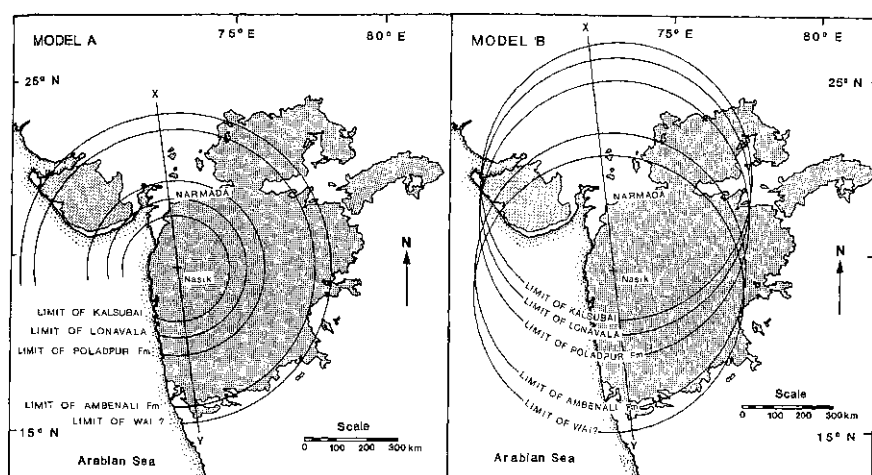 MODEL A
75° E
80° E
25° N
X
NARMADA
Nasik
N
LIMIT OF KALSUBAI
LIMIT OF LONAVALA
LIMIT OF POLADPUR Fm
LIMIT OF AMBENALI Fm
LIMIT OF WAI ?
15° N
Y
Arabian Sea
Scale
0 100 200 300 km
MODEL B
75° E
80° E
25° N
X
NARMADA
Nasik
N
LIMIT OF KALSUBAI
LIMIT OF LONAVALA
LIMIT OF POLADPUR Fm
LIMIT OF AMBENALI Fm
LIMIT OF WAI ?
15° N
Y
Arabian Sea
Scale
0 100 200 300 km